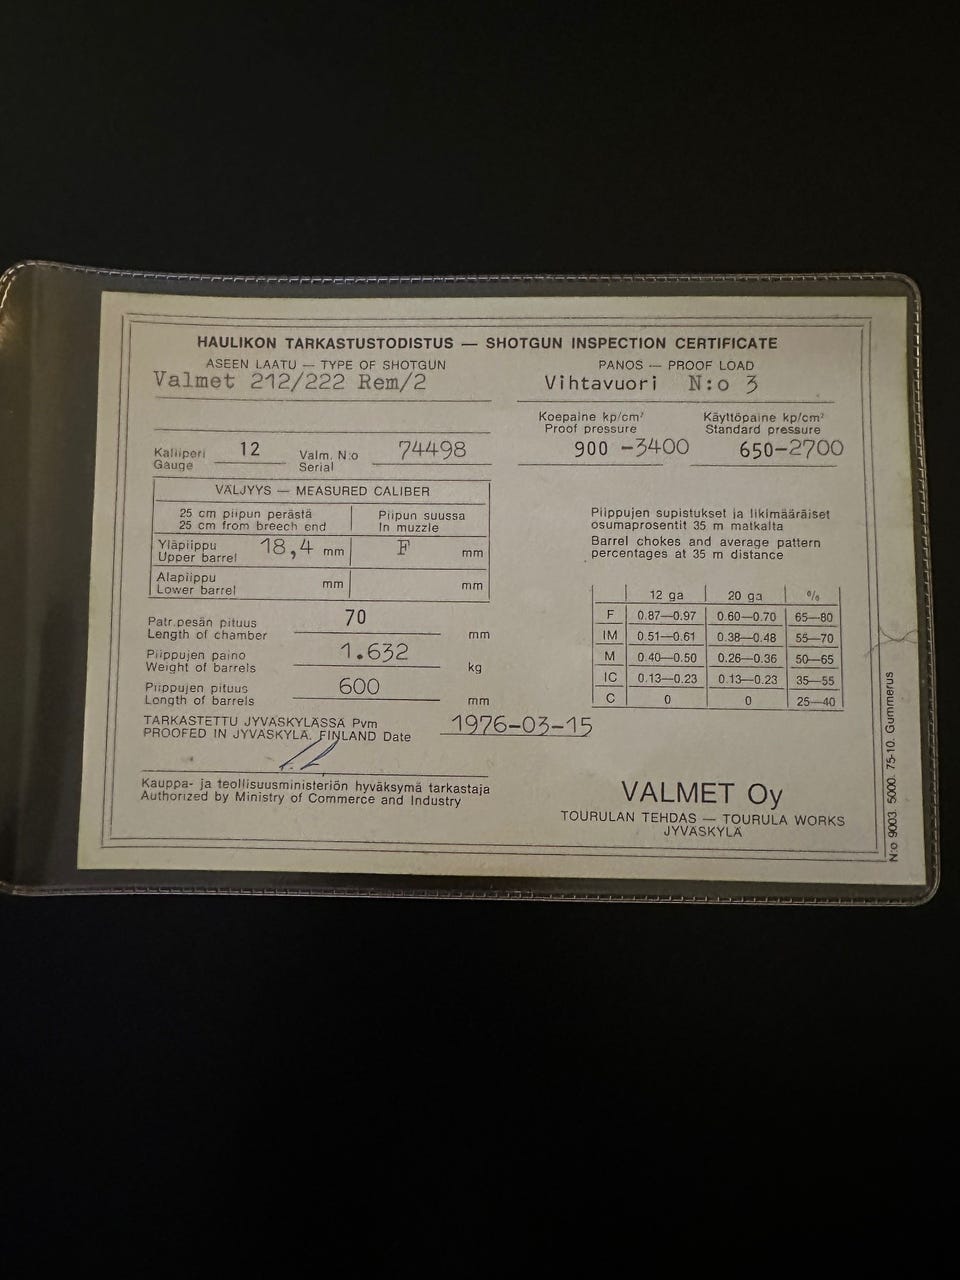 HAULIKON TARKASTUSTODISTUS — SHOTGUN INSPECTION CERTIFICATE
ASEEN LAATU — TYPE OF SHOTGUN
Valmet 212/222 Rem/2
PANOS — PROOF LOAD
Vihtavuori N:o 3
Koepaine kp/cm²
Proof pressure
900 -3400
Käyttöpaine kp/cm²
Standard pressure
650-2700
Kaliiperi
Gauge
12
Valm. N:o
Serial
74498
VÄLJYYS — MEASURED CALIBER
25 cm piipun perästä
25 cm from breech end
Piipun suussa
In muzzle
Yläpiippu
Upper barrel
18,4 mm
F mm
Alapiippu
Lower barrel
mm
mm
Patr.pesän pituus
Length of chamber
70 mm
Piippujen paino
Weight of barrels
1.632 kg
Piippujen pituus
Length of barrels
600 mm
TARKASTETTU JYVÄSKYLÄSSÄ Pvm
PROOFED IN JYVÄSKYLÄ, FINLAND Date
1976-03-15
Kauppa- ja teollisuusministeriön hyväksymä tarkastaja
Authorized by Ministry of Commerce and Industry
Piippujen supistukset ja likimääräiset
osumaprosentit 35 m matkalta
Barrel chokes and average pattern
percentages at 35 m distance
12 ga 20 ga %
F 0.87—0.97 0.60—0.70 65—80
IM 0.51—0.61 0.38—0.48 55—70
M 0.40—0.50 0.26—0.36 50—65
IC 0.13—0.23 0.13—0.23 35—55
C 0 0 25—40
VALMET Oy
TOURULAN TEHDAS — TOURULA WORKS
JYVÄSKYLÄ
N:o 9003. 5000. 75-10. Gummerus